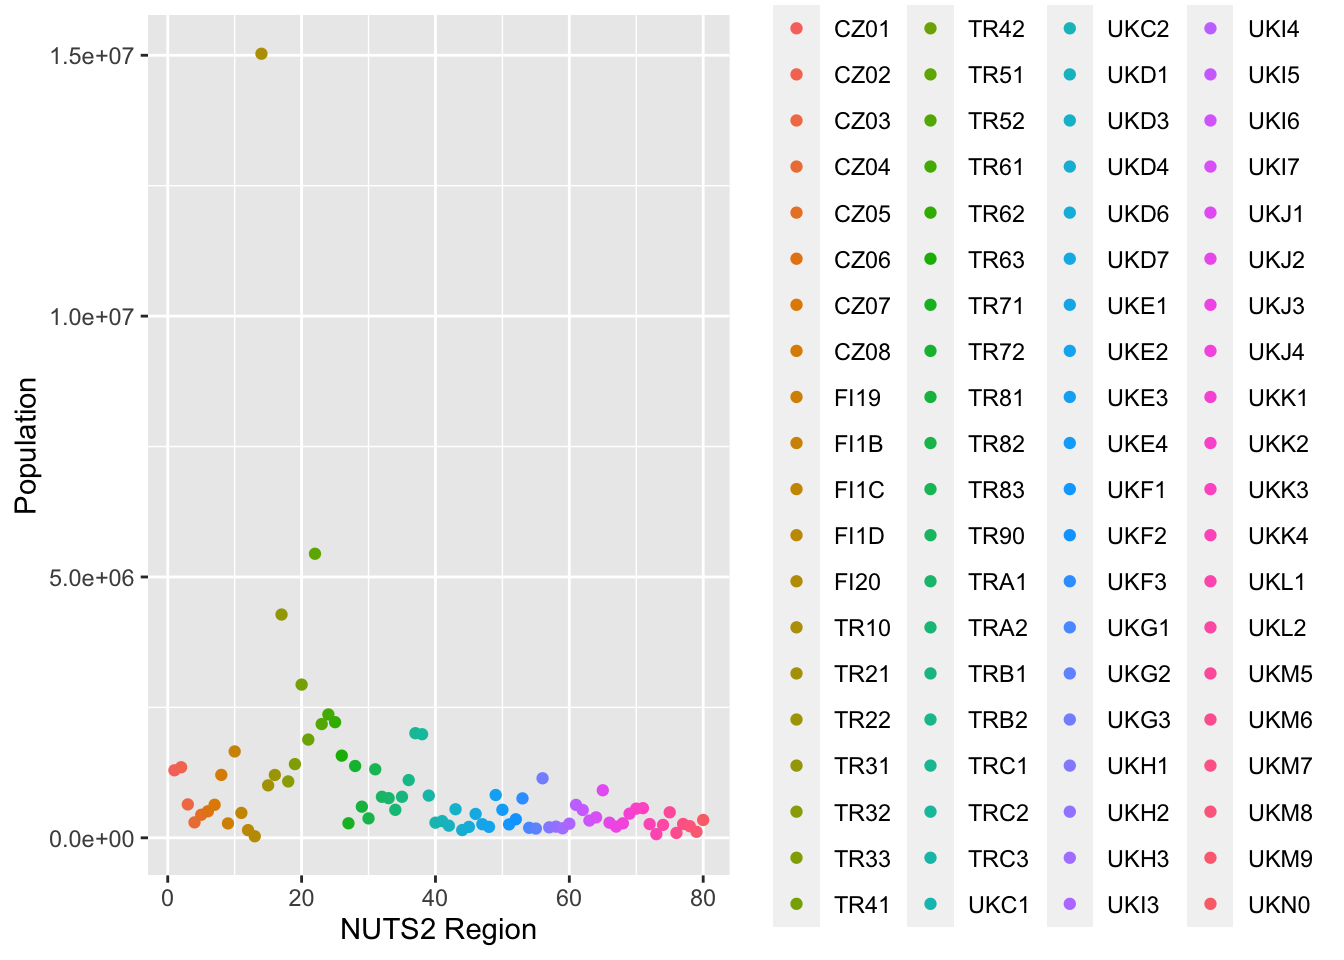 1.5e+07
1.0e+07
5.0e+06
0.0e+00
Population
0 20 40 60 80
NUTS2 Region
CZ01 TR42 UKC2 UKI4
CZ02 TR51 UKD1 UKI5
CZ03 TR52 UKD3 UKI6
CZ04 TR61 UKD4 UKI7
CZ05 TR62 UKD6 UKJ1
CZ06 TR63 UKD7 UKJ2
CZ07 TR71 UKE1 UKJ3
CZ08 TR72 UKE2 UKJ4
FI19 TR81 UKE3 UKK1
FI1B TR82 UKE4 UKK2
FI1C TR83 UKF1 UKK3
FI1D TR90 UKF2 UKK4
FI20 TRA1 UKF3 UKL1
TR10 TRA2 UKG1 UKL2
TR21 TRB1 UKG2 UKM5
TR22 TRB2 UKG3 UKM6
TR31 TRC1 UKH1 UKM7
TR32 TRC2 UKH2 UKM8
TR33 TRC3 UKH3 UKM9
TR41 UKC1 UKI3 UKN0